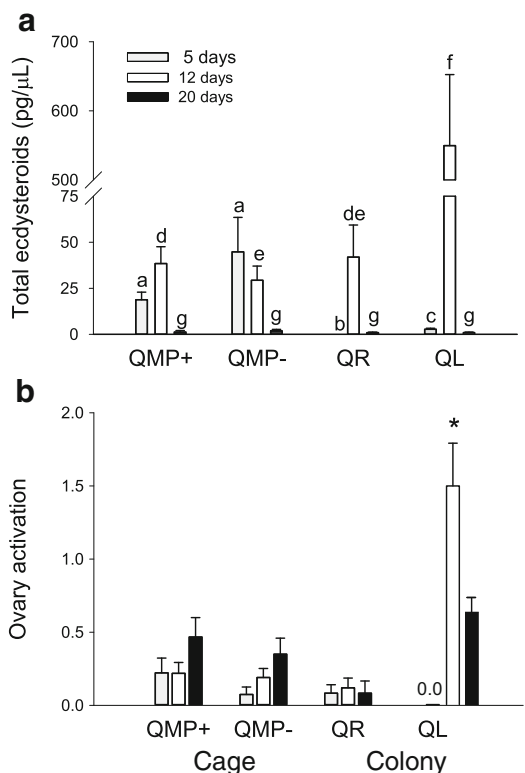 a
Total ecdysteroids (pg/µL)
700
600
500
75
50
25
0
5 days
12 days
20 days
a
d
g
a
e
g
b
de
g
c
f
g
QMP+
QMP-
QR
QL
b
Ovary activation
2.0
1.5
1.0
0.5
0.0
0.0
*
QMP+
QMP-
QR
QL
Cage
Colony